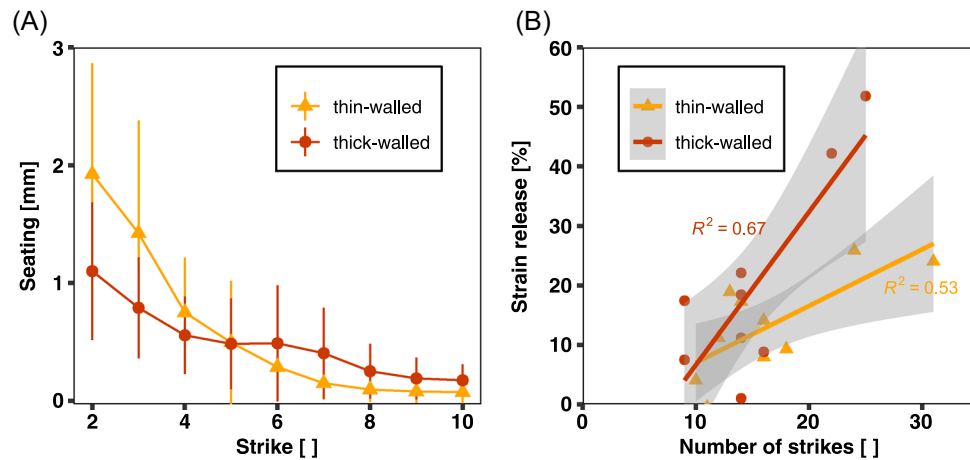 (A)
3
2
1
0
Seating [mm]
thin-walled
thick-walled
2
4
6
8
10
Strike [ ]
(B)
60
50
40
30
20
10
0
Strain release [%]
thin-walled
thick-walled
R² = 0.67
R² = 0.53
0
10
20
30
Number of strikes [ ]